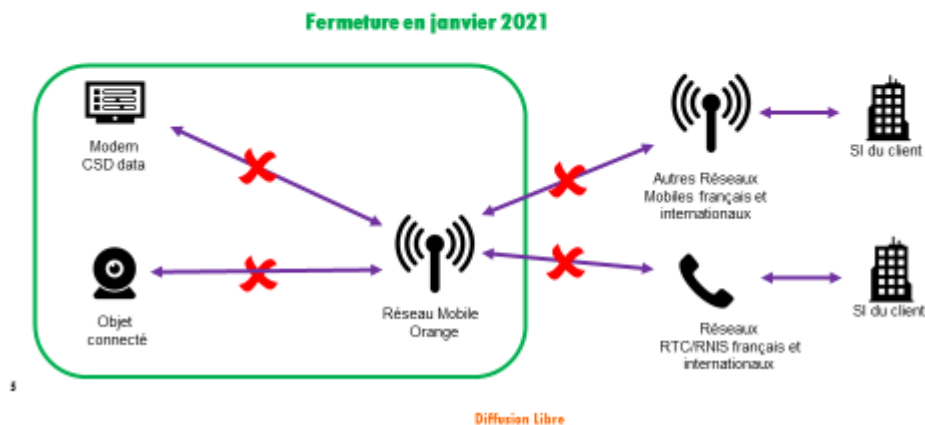 Fermeture en janvier 2021
Modem
CSD data
Objet
connecté
Réseau Mobile
Orange
Autres Réseaux
Mobiles français et
internationaux
SI du client
Réseaux
RTC/RNIS français et
internationaux
SI du client
5
Diffusion Libre